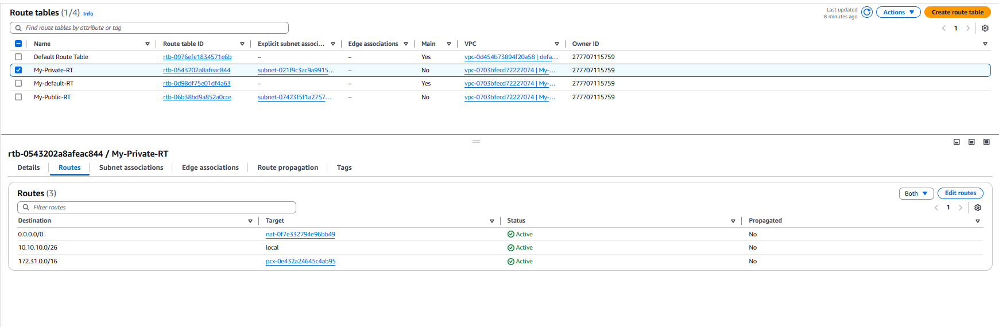 Route tables (1/4) Info
Last updated
8 minutes ago
Actions
Create route table
Find route tables by attribute or tag
1
Name Route table ID Explicit subnet associ... Edge associations Main VPC Owner ID
Default Route Table rtb-0976efe1834571e6b – – Yes vpc-0d454b73894f20a58 | defa... 277707115759
My-Private-RT rtb-0543202a8afeac844 subnet-021f9c3ac9a9915... – No vpc-0703bfecd72227074 | My-... 277707115759
My-default-RT rtb-0d98df75e01df4a63 – – Yes vpc-0703bfecd72227074 | My-... 277707115759
My-Public-RT rtb-06b38bd9a852a0cce subnet-07423f5f1a2757... – No vpc-0703bfecd72227074 | My-... 277707115759
rtb-0543202a8afeac844 / My-Private-RT
Details Routes Subnet associations Edge associations Route propagation Tags
Routes (3)
Both
Edit routes
Filter routes
1
Destination Target Status Propagated
0.0.0.0/0 nat-0f7e332794e96bb49 Active No
10.10.10.0/26 local Active No
172.31.0.0/16 pcx-0e432a24645c4ab95 Active No